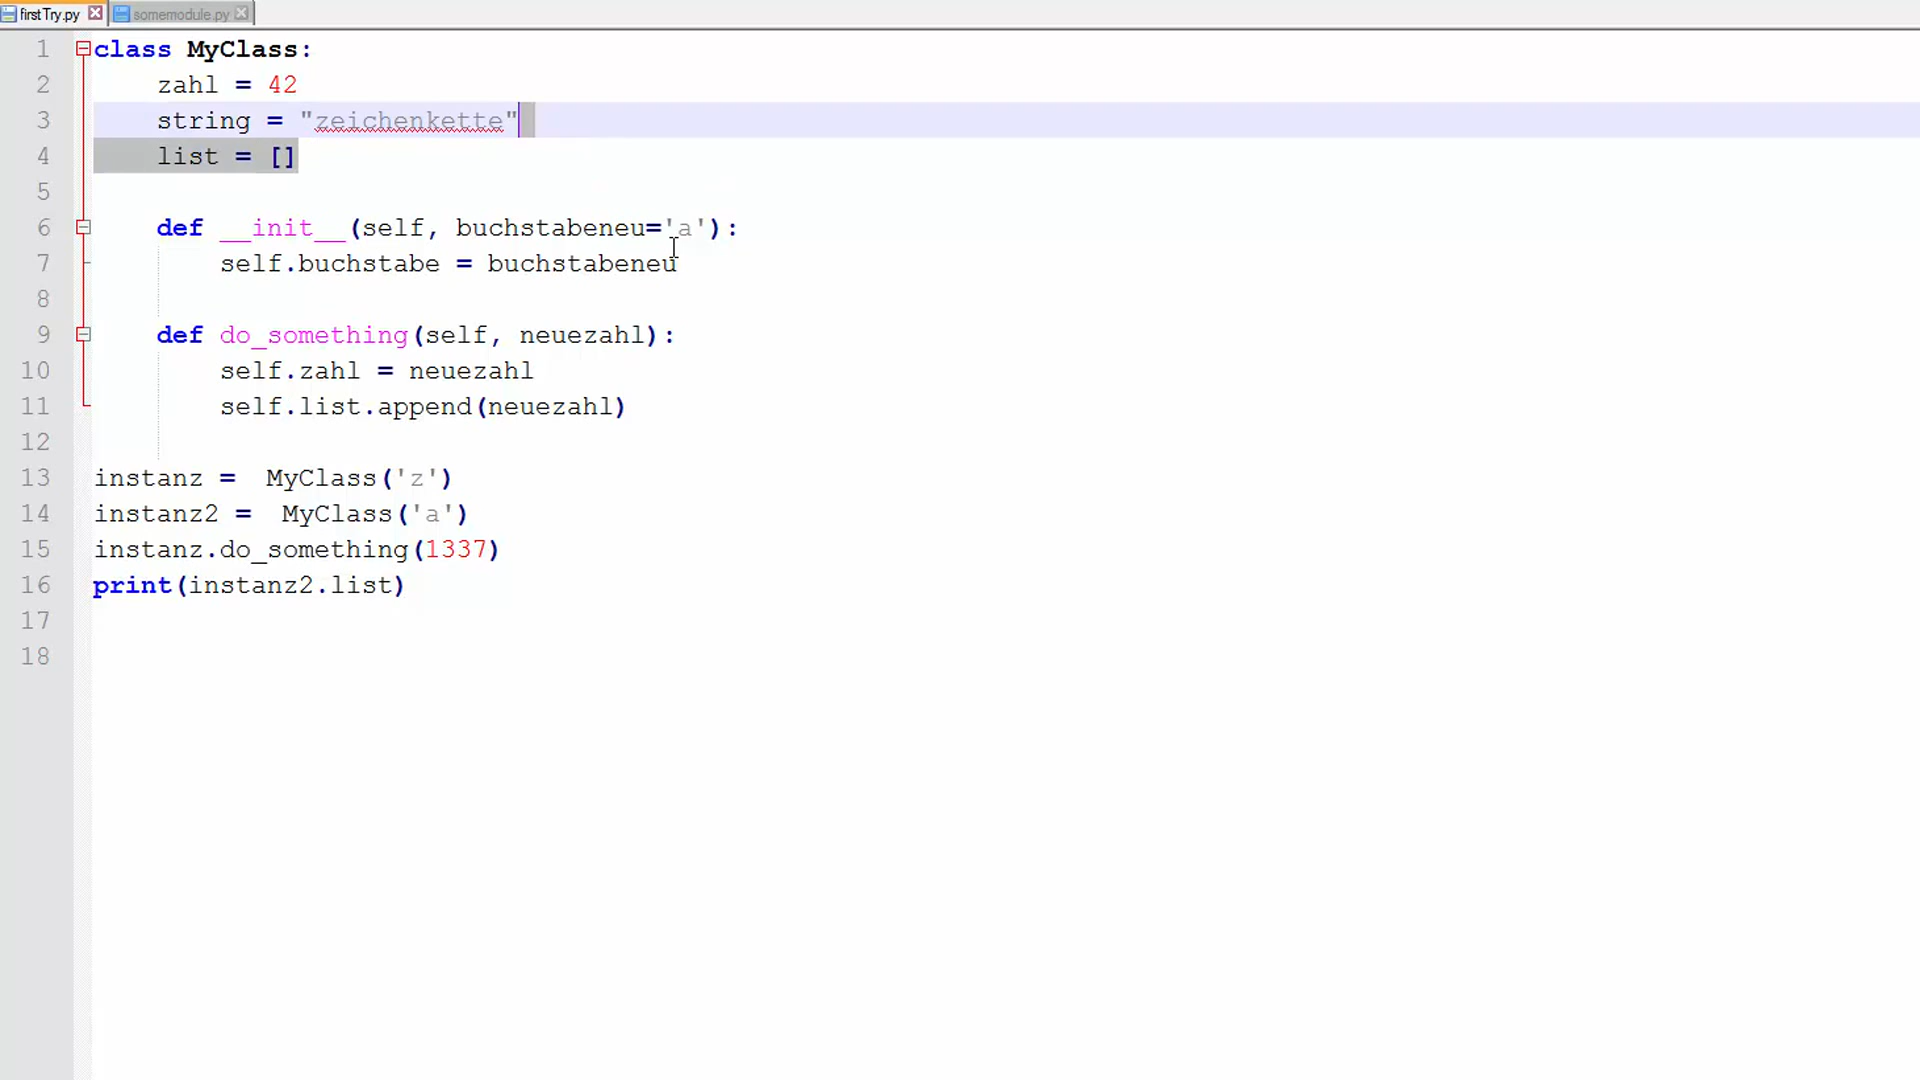 firstTry.py somemodule.py
1 class MyClass:
2 zahl = 42
3 string = "zeichenkette"
4 list = []
5
6 def __init__(self, buchstabeneu='a'):
7 self.buchstabe = buchstabeneu
8
9 def do_something(self, neuezahl):
10 self.zahl = neuezahl
11 self.list.append(neuezahl)
12
13 instanz =  MyClass('z')
14 instanz2 =  MyClass('a')
15 instanz.do_something(1337)
16 print(instanz2.list)
17
18